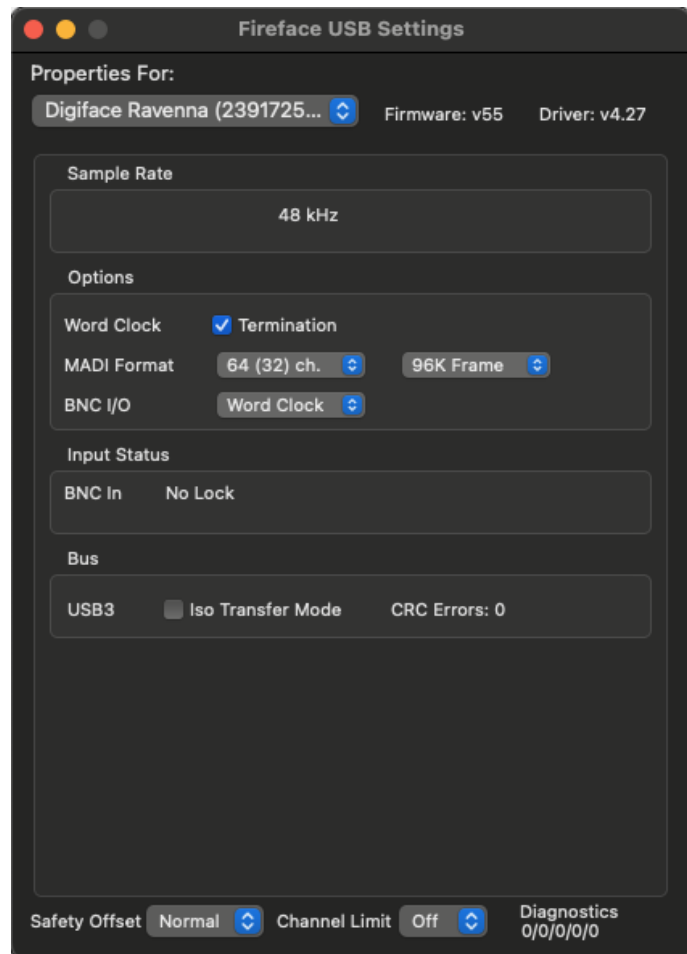 Fireface USB Settings
Properties For:
Digiface Ravenna (2391725... Firmware: v55 Driver: v4.27
Sample Rate
48 kHz
Options
Word Clock Termination
MADI Format 64 (32) ch. 96K Frame
BNC I/O Word Clock
Input Status
BNC In No Lock
Bus
USB3 Iso Transfer Mode CRC Errors: 0
Safety Offset Normal Channel Limit Off Diagnostics
0/0/0/0/0